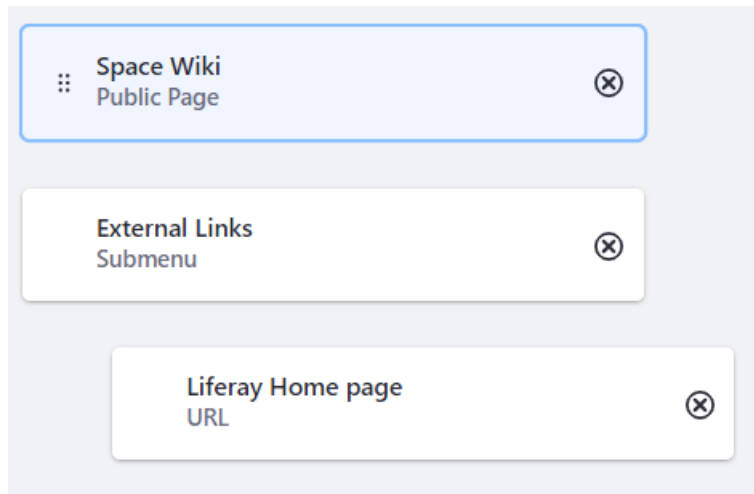 Space Wiki
Public Page
External Links
Submenu
Liferay Home page
URL